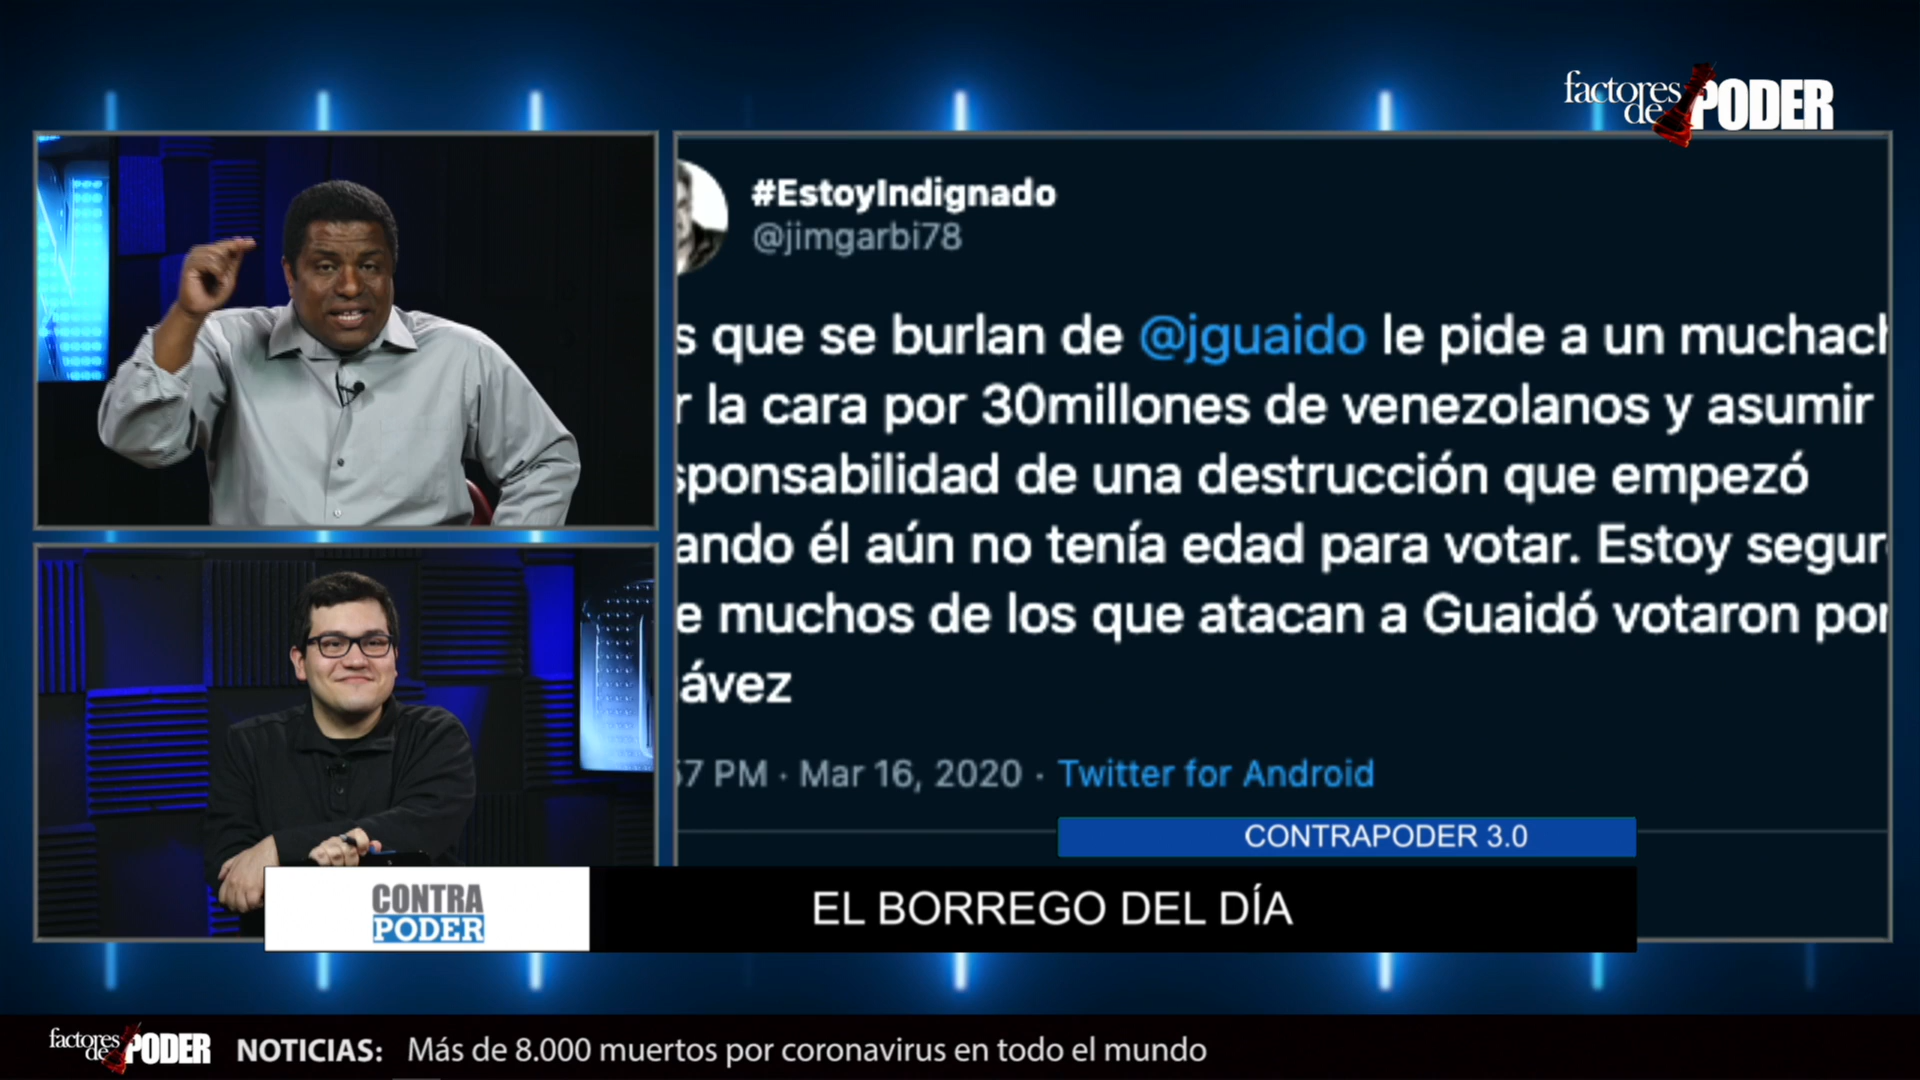 factores
de PODER
#EstoyIndignado
@jimgarbi78
s que se burlan de @jguaido le pide a un muchach
r la cara por 30millones de venezolanos y asumir
sponsabilidad de una destrucción que empezó
ando él aún no tenía edad para votar. Estoy segur
e muchos de los que atacan a Guaidó votaron por
ávez
57 PM · Mar 16, 2020 · Twitter for Android
CONTRAPODER 3.0
CONTRA
PODER
EL BORREGO DEL DÍA
factores
de PODER
NOTICIAS: Más de 8.000 muertos por coronavirus en todo el mundo